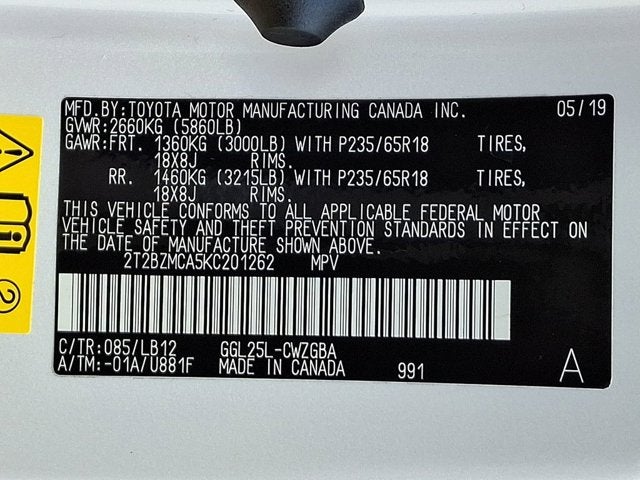 MFD.BY:TOYOTA MOTOR MANUFACTURING CANADA INC. 05/19
GVWR:2660KG (5860LB)
GAWR:FRT. 1360KG (3000LB) WITH P235/65R18 TIRES,
18X8J RIMS.
RR. 1460KG (3215LB) WITH P235/65R18 TIRES,
18X8J RIMS.
THIS VEHICLE CONFORMS TO ALL APPLICABLE FEDERAL MOTOR
VEHICLE SAFETY AND THEFT PREVENTION STANDARDS IN EFFECT ON
THE DATE OF MANUFACTURE SHOWN ABOVE.
2T2BZMCA5KC201262 MPV
C/TR:085/LB12 GGL25L-CWZGBA
A/TM:-01A/U881F MADE IN CANADA 991 A
2